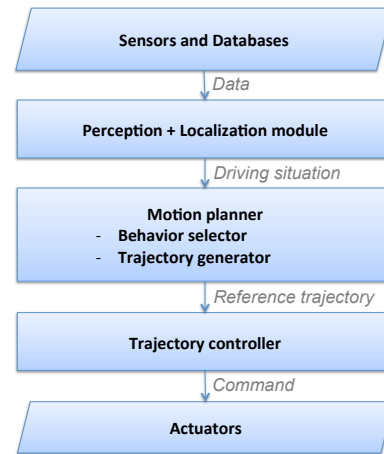 Sensors and Databases
Data
Perception + Localization module
Driving situation
Motion planner
- Behavior selector
- Trajectory generator
Reference trajectory
Trajectory controller
Command
Actuators